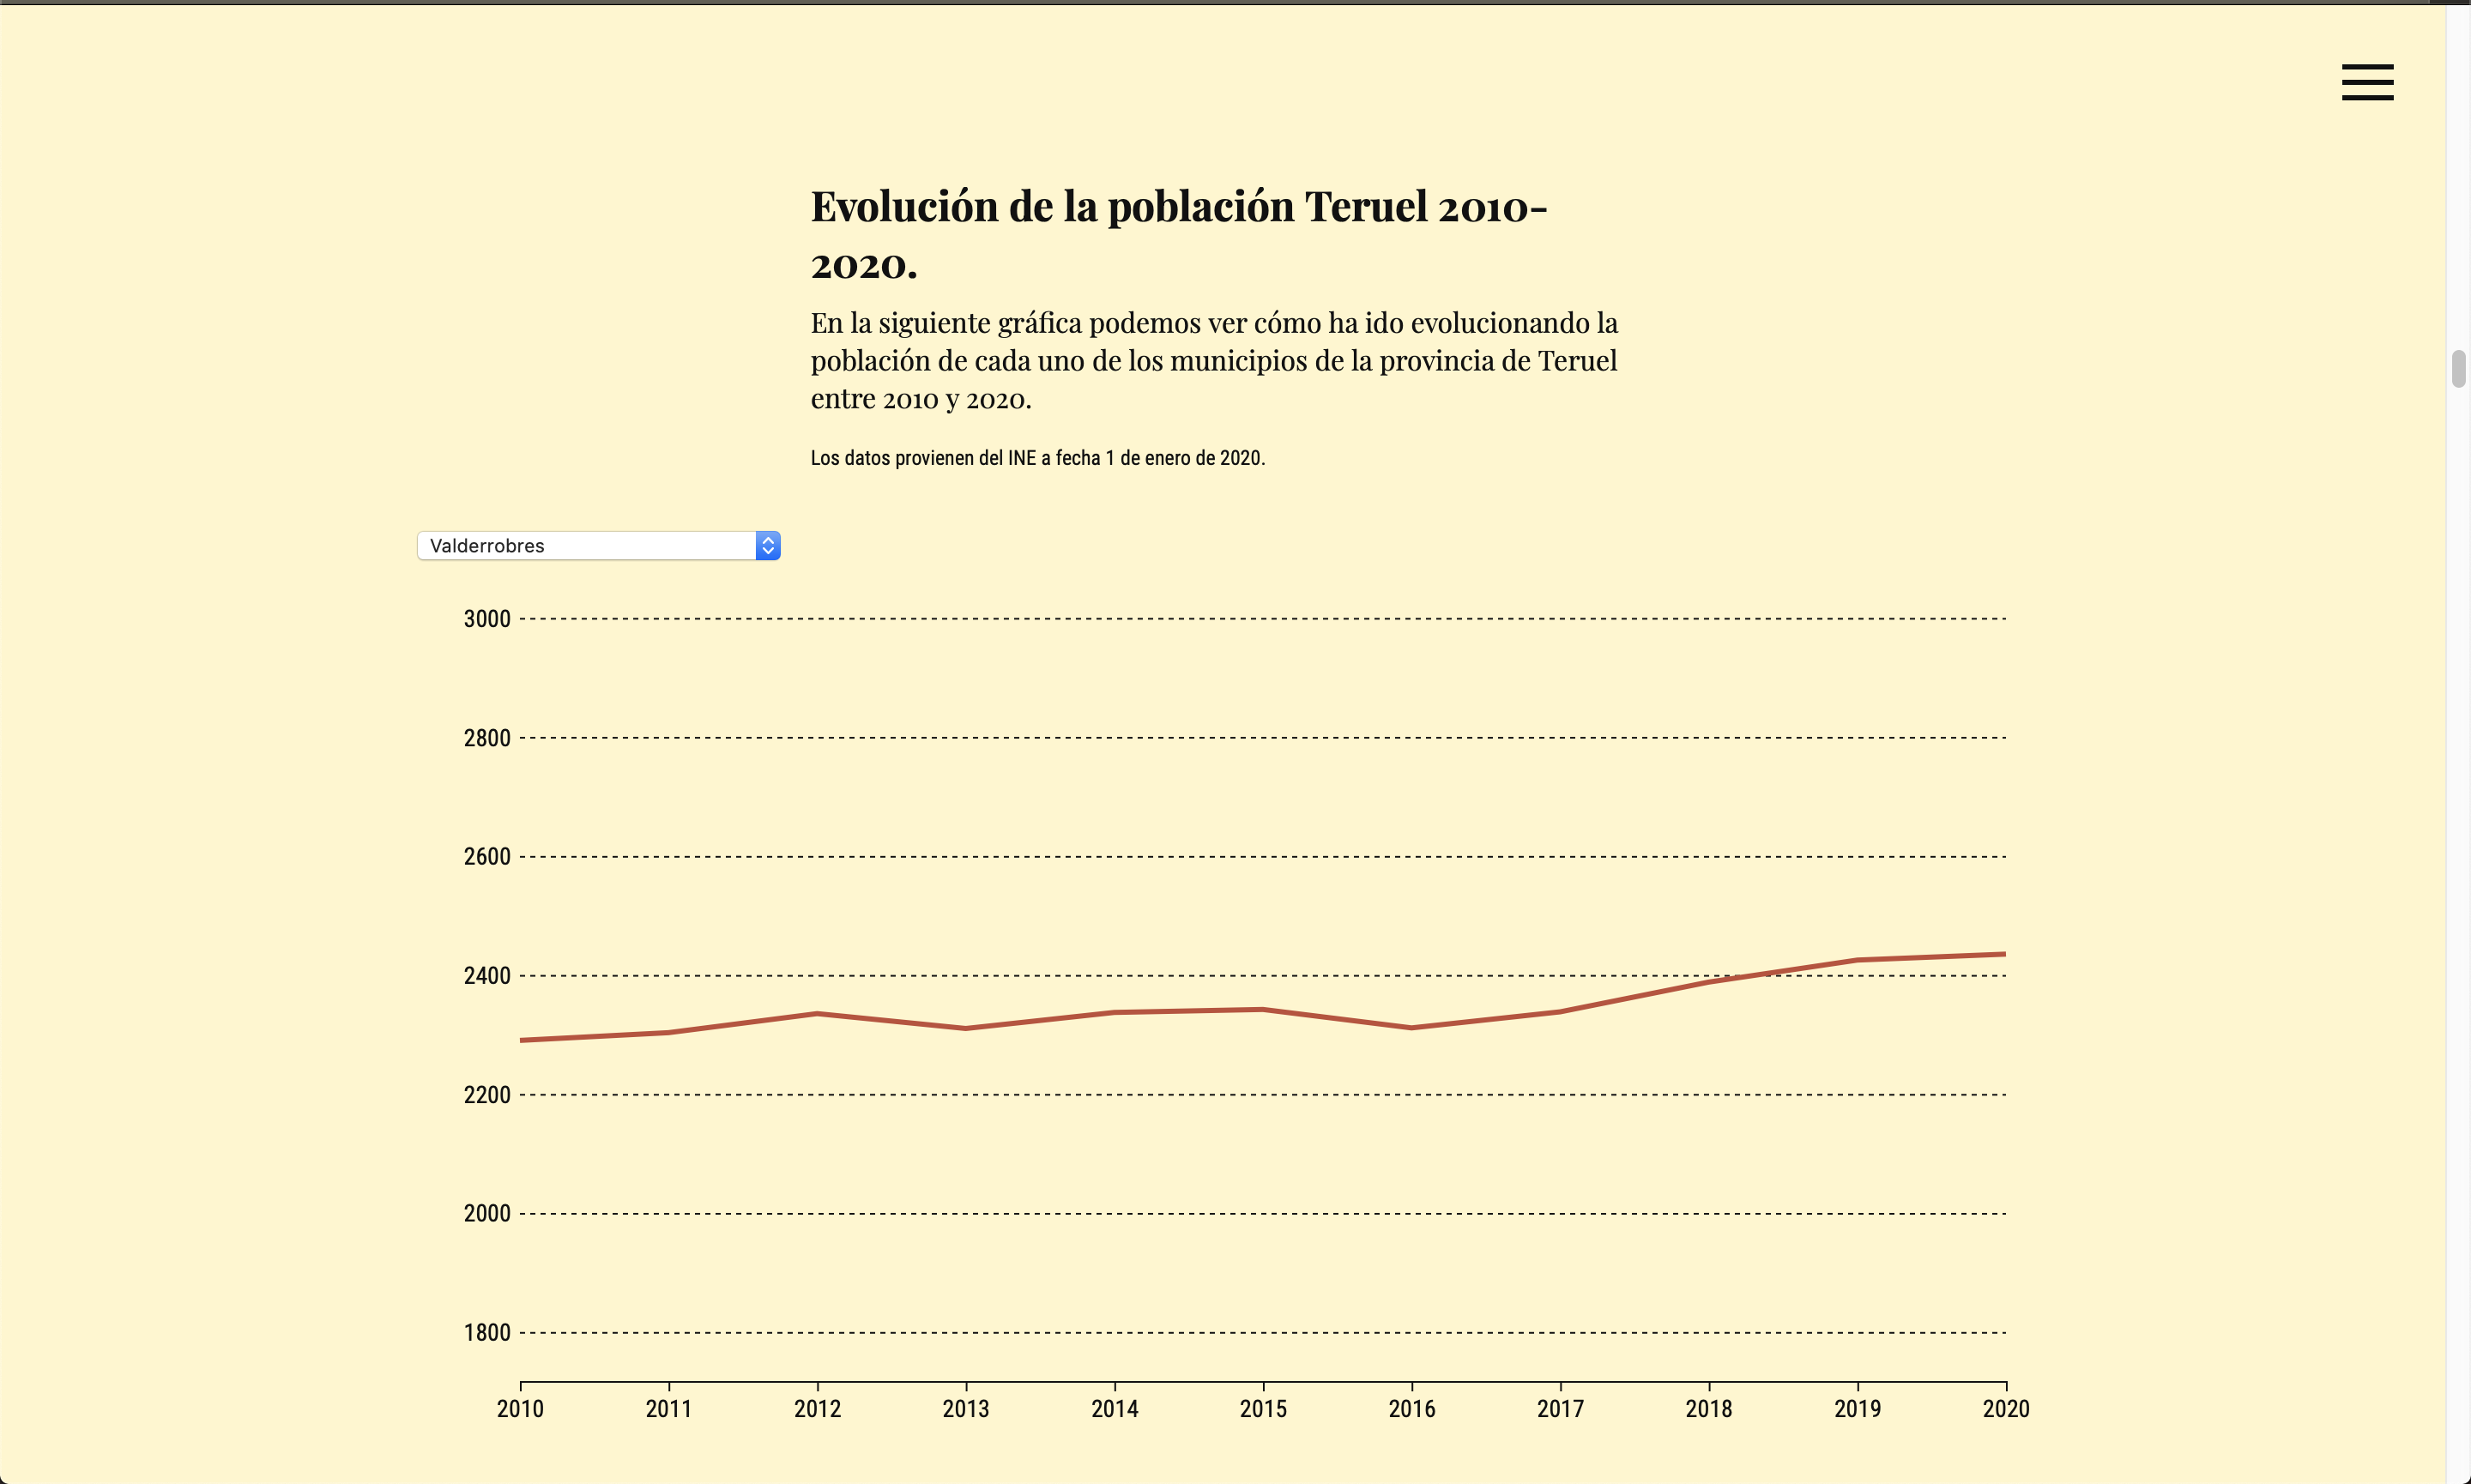 Evolución de la población Teruel 2010-
2020.
En la siguiente gráfica podemos ver cómo ha ido evolucionando la
población de cada uno de los municipios de la provincia de Teruel
entre 2010 y 2020.
Los datos provienen del INE a fecha 1 de enero de 2020.
Valderrobres
3000
2800
2600
2400
2200
2000
1800
2010 2011 2012 2013 2014 2015 2016 2017 2018 2019 2020